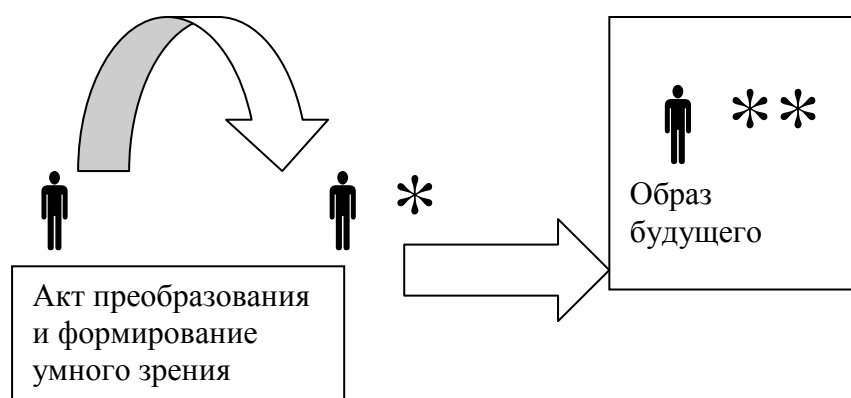 * *
Образ
будущего
*
Акт преобразования
и формирование
умного зрения